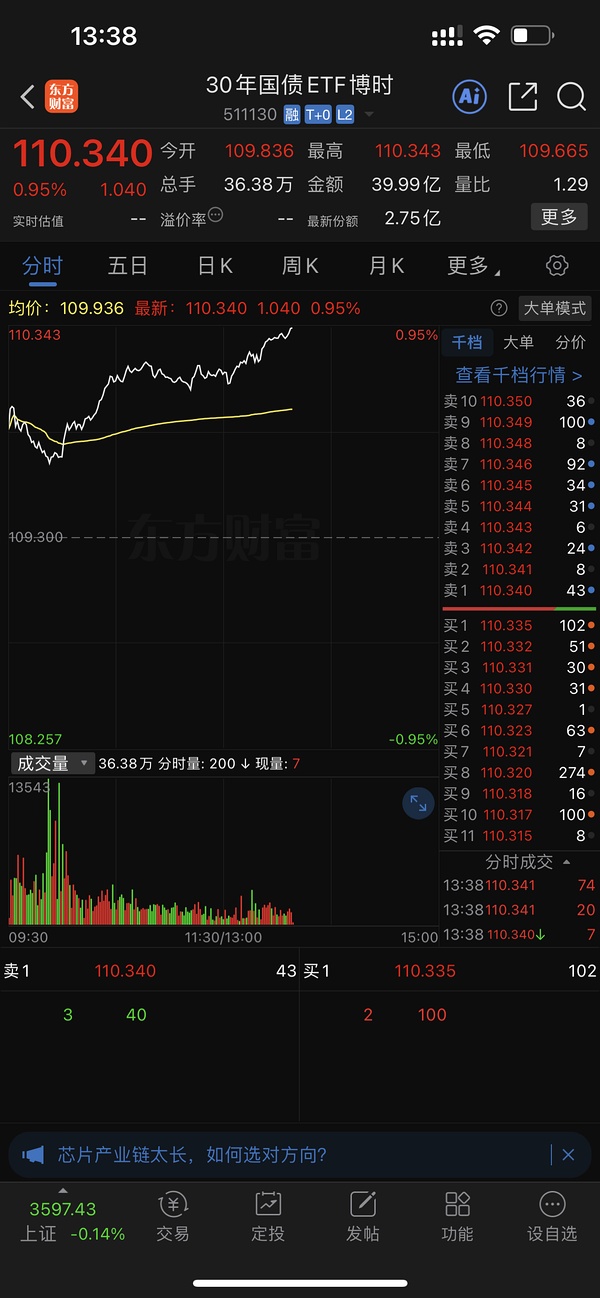 13:38
东方财富
30年国债ETF博时
511130 融 T+0 L2
Ai
110.340
0.95% 1.040
今开 109.836 最高 110.343 最低 109.665
总手 36.38万 金额 39.99亿 量比 1.29
实时估值 -- 溢价率 -- 最新份额 2.75亿 更多
分时 五日 日K 周K 月K 更多
均价: 109.936 最新: 110.340 1.040 0.95% ? 大单模式
110.343 0.95%
109.300
东方财富
108.257 -0.95%
成交量 36.38万 分时量: 200↓ 现量: 7
13543
09:30 11:30/13:00 15:00
千档 大单 分价
查看千档行情 >
卖10 110.350 36
卖9 110.349 100
卖8 110.348 8
卖7 110.346 92
卖6 110.345 34
卖5 110.344 31
卖4 110.343 6
卖3 110.342 24
卖2 110.341 8
卖1 110.340 43
买1 110.335 102
买2 110.332 51
买3 110.331 30
买4 110.330 31
买5 110.327 1
买6 110.323 63
买7 110.321 7
买8 110.320 274
买9 110.318 16
买10 110.317 100
买11 110.315 8
分时成交
13:38 110.341 74
13:38 110.341 20
13:38 110.340↓ 7
卖1 110.340 43 买1 110.335 102
3 40 2 100
芯片产业链太长，如何选对方向?
3597.43
上证 -0.14%
交易 定投 发帖 功能 设自选